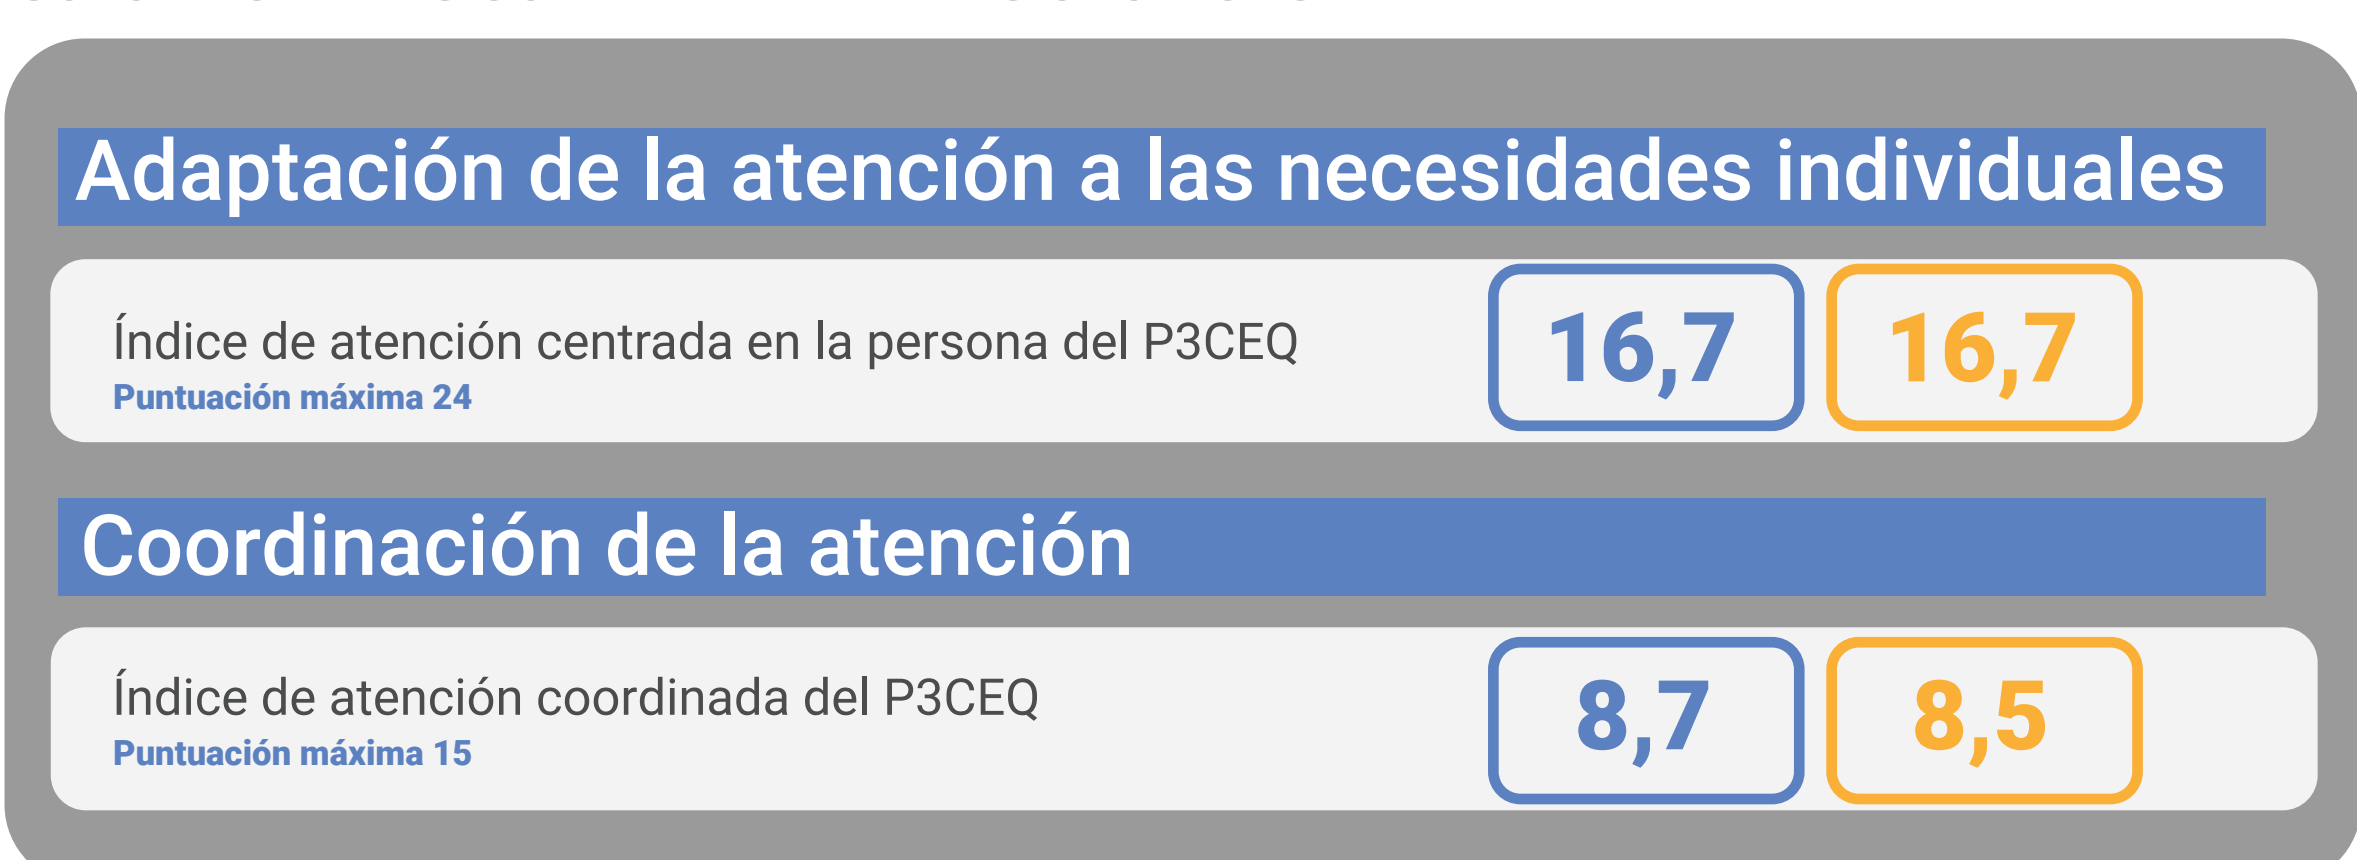 Adaptación de la atención a las necesidades individuales
Índice de atención centrada en la persona del P3CEQ
Puntuación máxima 24
16,7 16,7
Coordinación de la atención
Índice de atención coordinada del P3CEQ
Puntuación máxima 15
8,7 8,5